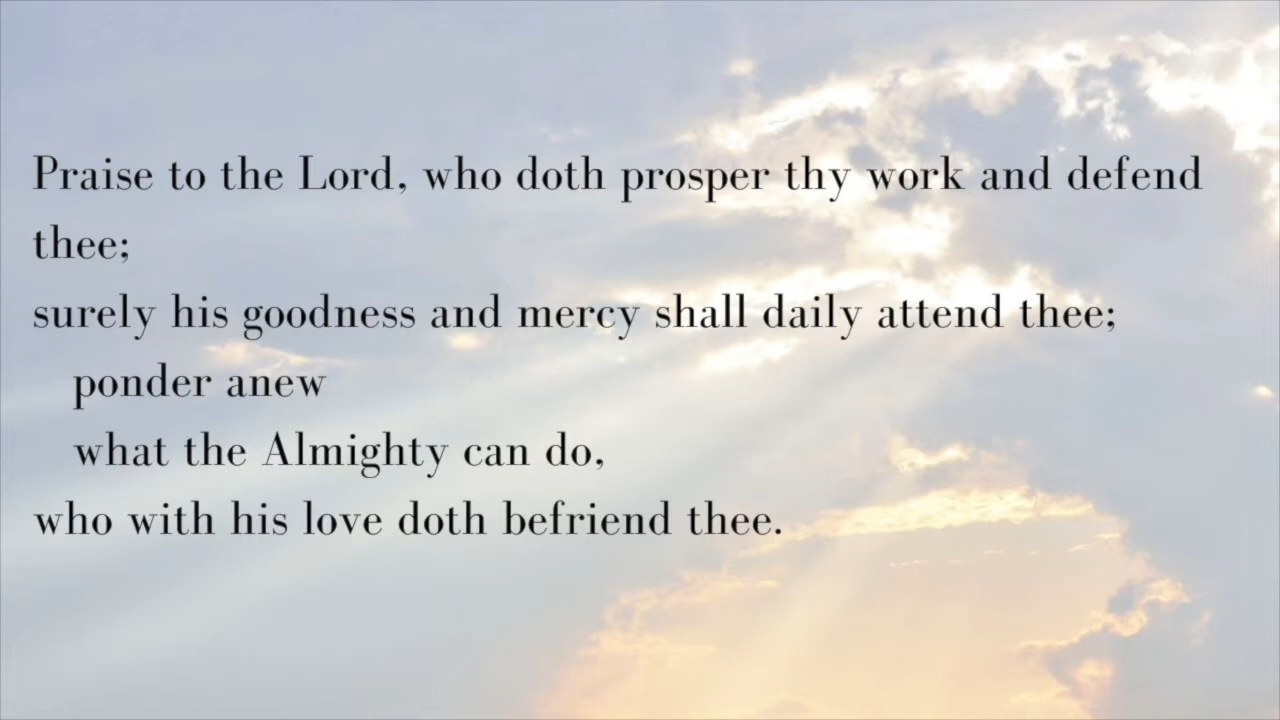 Praise to the Lord, who doth prosper thy work and defend
thee;
surely his goodness and mercy shall daily attend thee;
ponder anew
what the Almighty can do,
who with his love doth befriend thee.